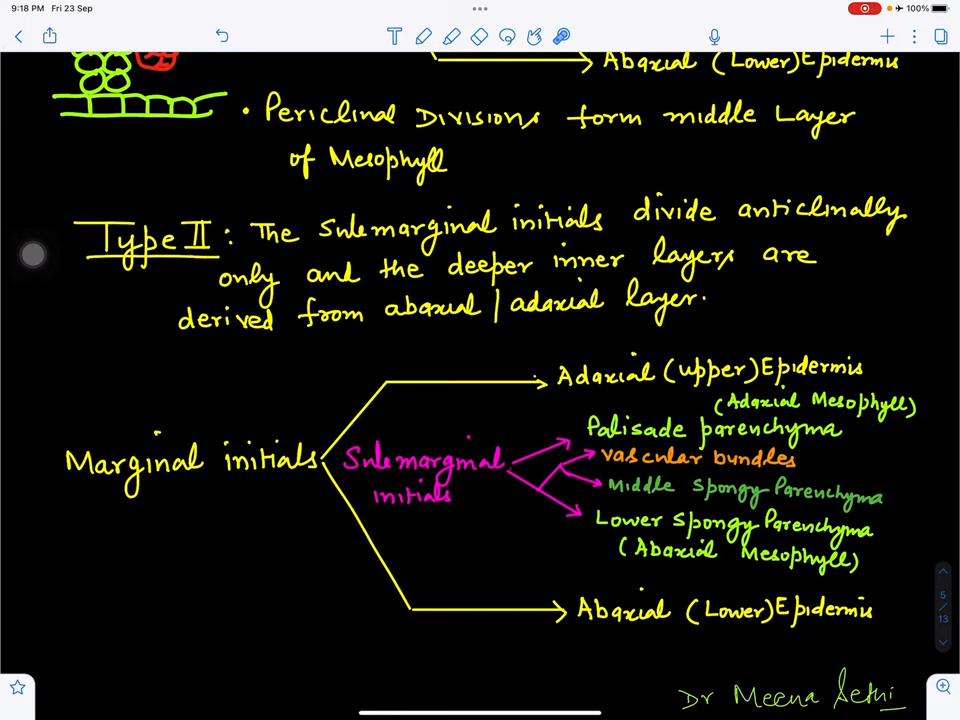 9:18 PM Fri 23 Sep
100%
Abaxial (Lower) Epidermis
• Periclinal Divisions form middle Layer
of Mesophyll
Type II : The submarginal initials divide anticlinally
only and the deeper inner layers are
derived from abaxial / adaxial layer.
Adaxial (upper) Epidermis
(Adaxial Mesophyll)
Palisade parenchyma
Marginal initials
Submarginal
initials
Vascular bundles
Middle Spongy Parenchyma
Lower Spongy Parenchyma
(Abaxial Mesophyll)
Abaxial (Lower) Epidermis
5
/
13
Dr Meena Sethi